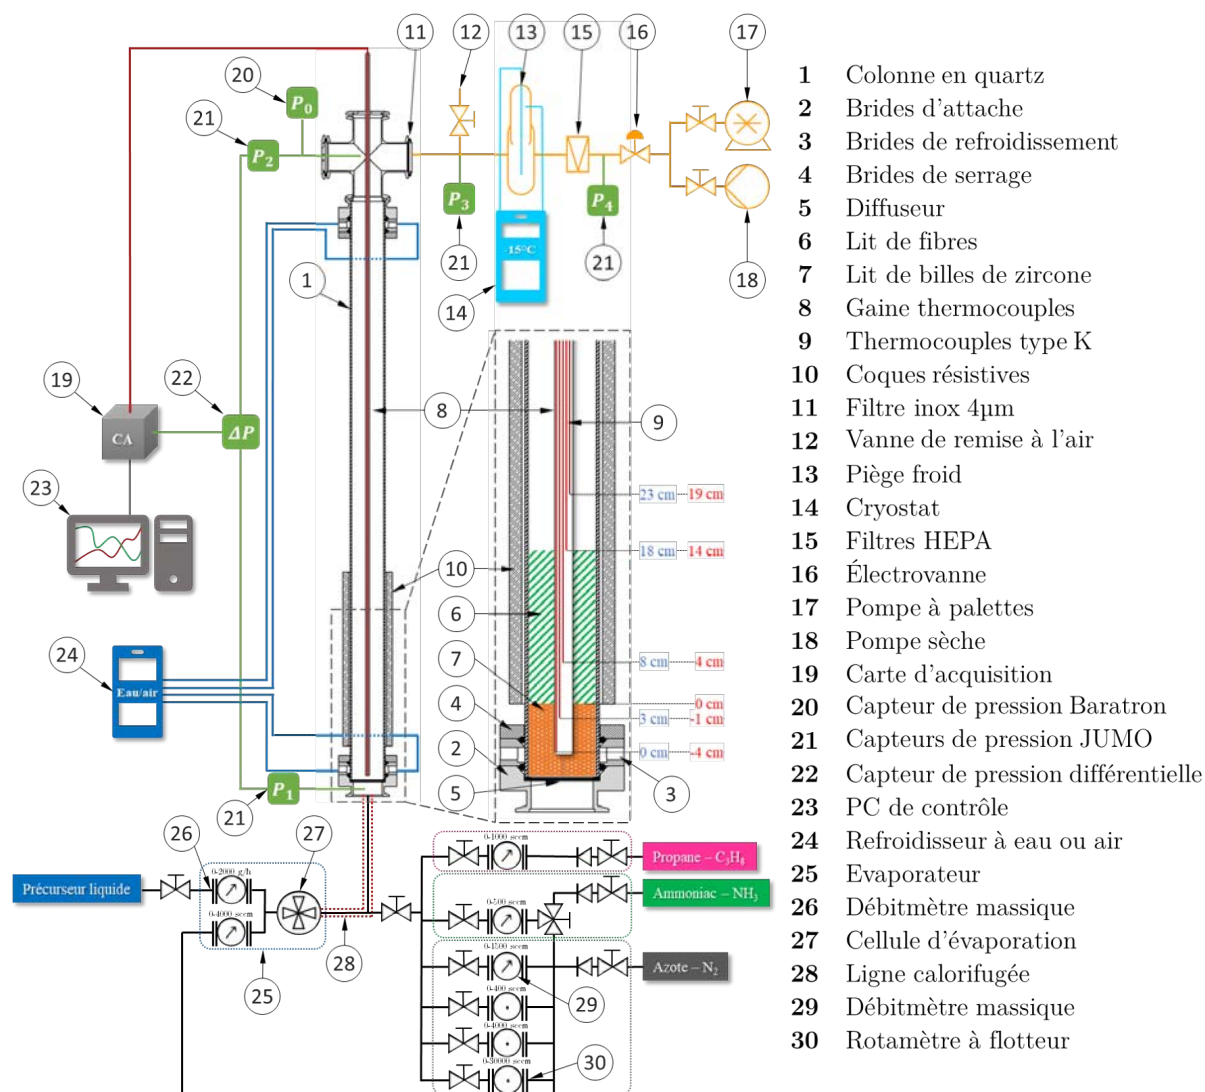 11
12
13
15
16
17
20
P0
21
P2
P3
P4
-15°C
21
21
18
14
1
1 Colonne en quartz
2 Brides d'attache
3 Brides de refroidissement
4 Brides de serrage
5 Diffuseur
6 Lit de fibres
7 Lit de billes de zircone
8 Gaine thermocouples
9 Thermocouples type K
10 Coques résistives
11 Filtre inox 4µm
12 Vanne de remise à l'air
13 Piège froid
14 Cryostat
15 Filtres HEPA
16 Électrovanne
17 Pompe à palettes
18 Pompe sèche
19 Carte d'acquisition
20 Capteur de pression Baratron
21 Capteurs de pression JUMO
22 Capteur de pression différentielle
23 PC de contrôle
24 Refroidisseur à eau ou air
25 Evaporateur
26 Débitmètre massique
27 Cellule d'évaporation
28 Ligne calorifugée
29 Débitmètre massique
30 Rotamètre à flotteur
19
22
CA
ΔP
8
9
23
23 cm 19 cm
18 cm 14 cm
10
6
24
Eau/air
7
8 cm 4 cm
0 cm
3 cm -1 cm
4
0 cm -4 cm
2
5
3
P1
21
26
27
0-2000 g/h
Précurseur liquide
0-4000 sccm
25
28
0-1000 sccm
Propane – C3H8
Ammoniac – NH3
0-500 sccm
0-1500 sccm
Azote – N2
0-400 sccm
29
0-4000 sccm
0-30000 sccm
30